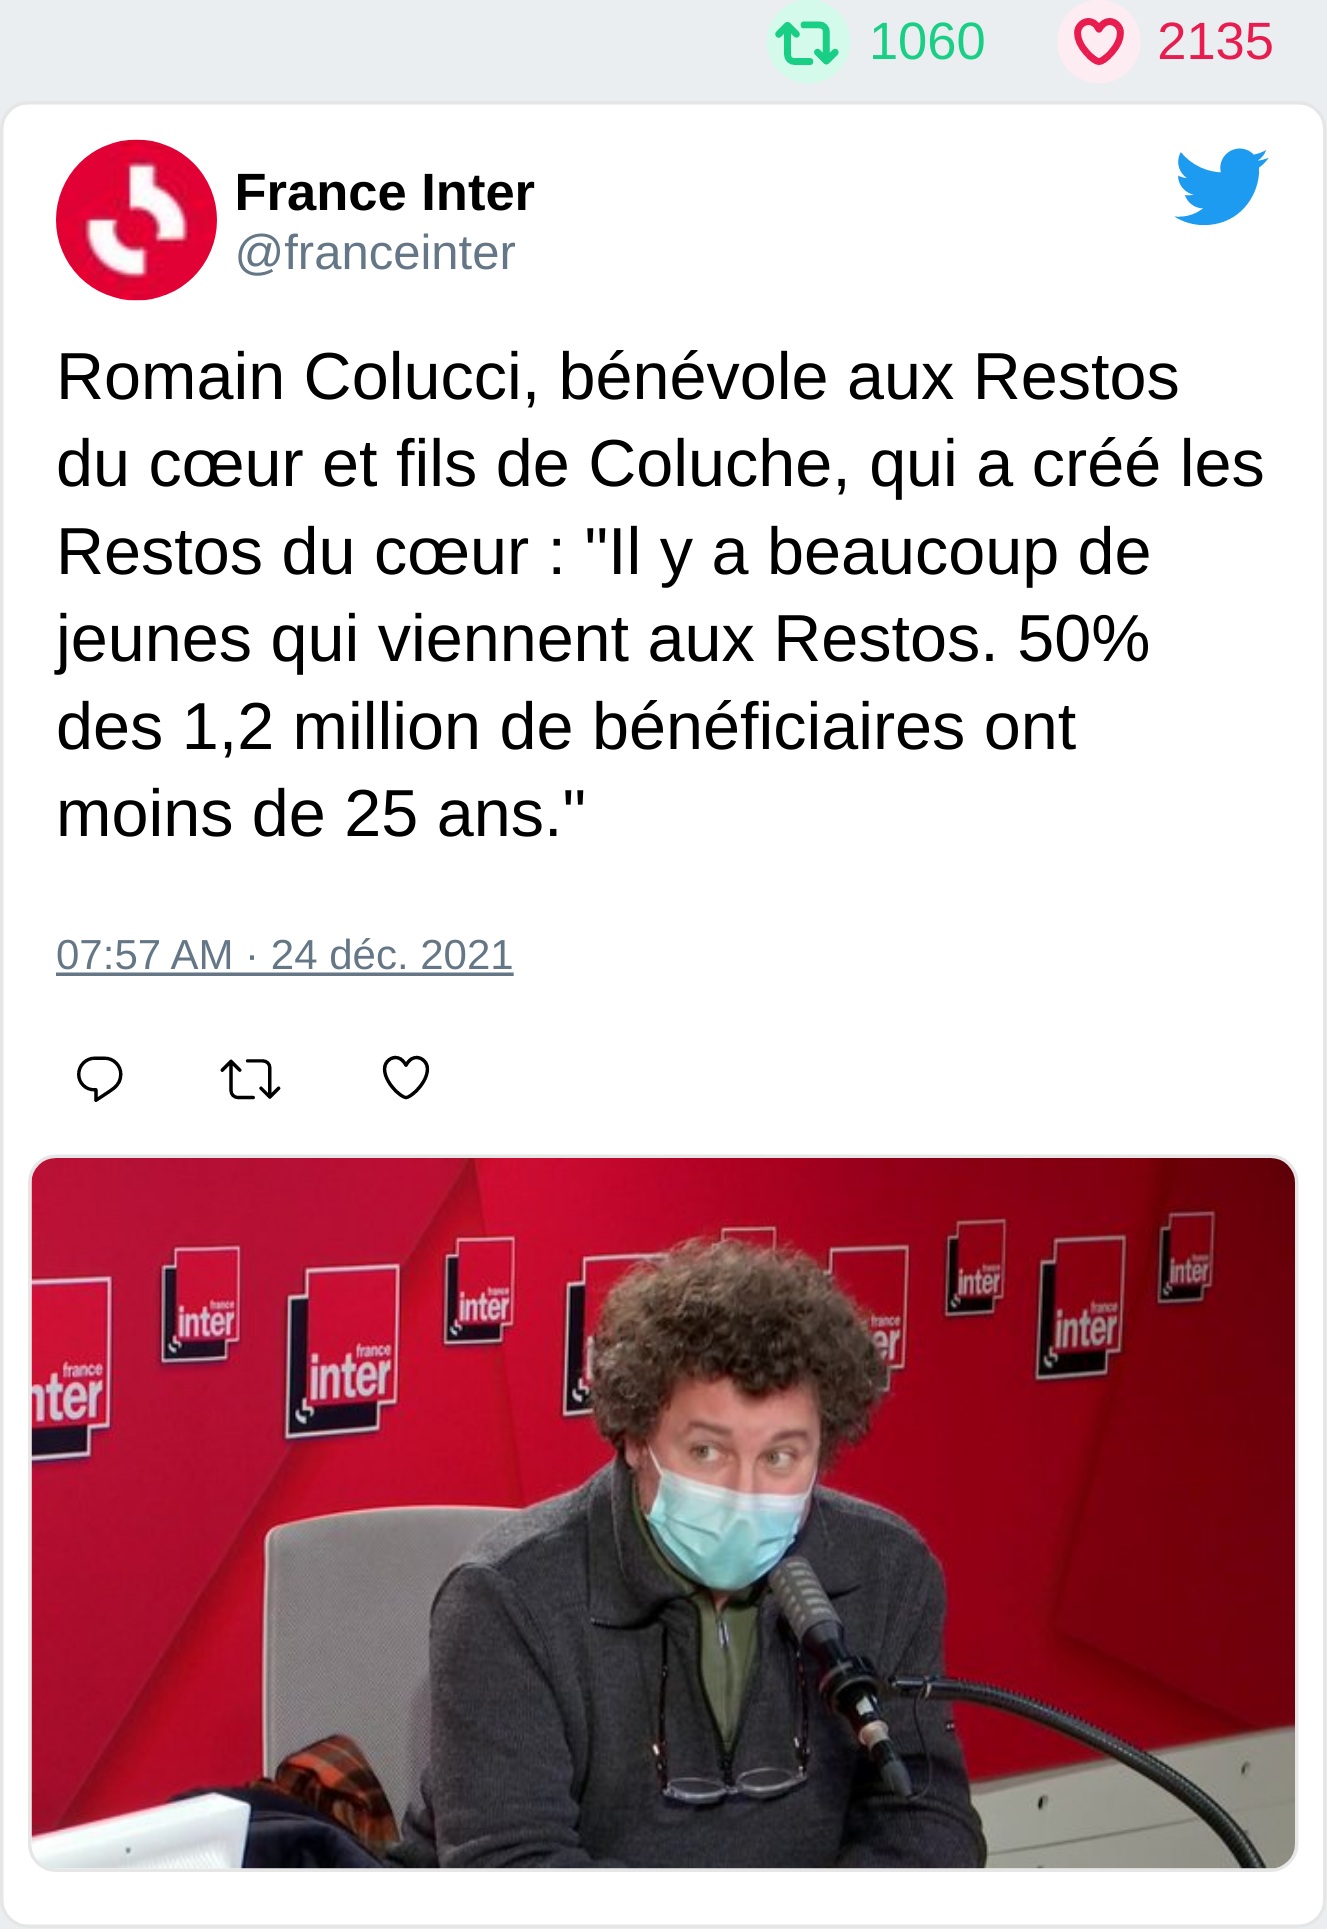 1060 2135
France Inter
@franceinter
Romain Colucci, bénévole aux Restos
du cœur et fils de Coluche, qui a créé les
Restos du cœur : "Il y a beaucoup de
jeunes qui viennent aux Restos. 50%
des 1,2 million de bénéficiaires ont
moins de 25 ans."
07:57 AM · 24 déc. 2021
france
inter
france
inter
france
inter
france
inter
france
inter
france
inter
france
nter
france
er